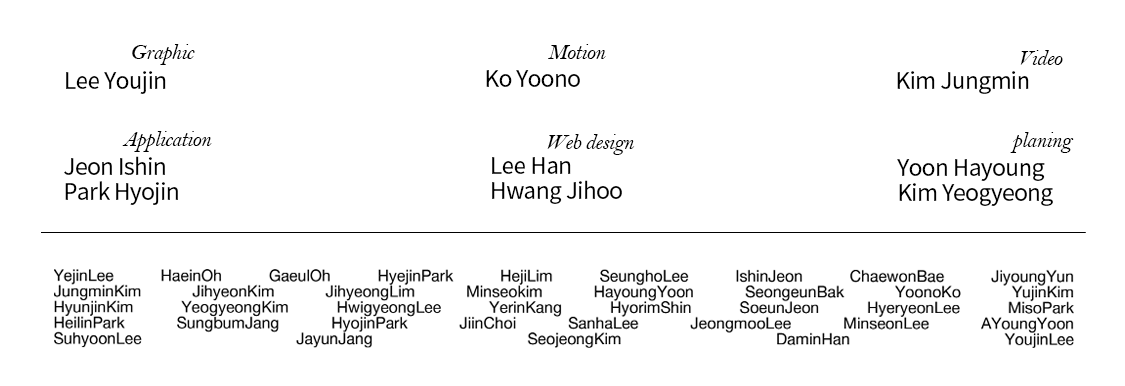 Graphic
Lee Youjin
Motion
Ko Yoono
Video
Kim Jungmin
Application
Jeon Ishin
Park Hyojin
Web design
Lee Han
Hwang Jihoo
planing
Yoon Hayoung
Kim Yeogyeong
YejinLee HaeinOh GaeulOh HyejinPark HejiLim SeunghoLee IshinJeon ChaewonBae JiyoungYun
JungminKim JihyeonKim JihyeongLim Minseokim HayoungYoon SeongeunBak YoonoKo YujinKim
HyunjinKim YeogyeongKim HwigyeongLee YerinKang HyorimShin SoeunJeon HyeryeonLee MisoPark
HeilinPark SungbumJang HyojinPark JiinChoi SanhaLee JeongmooLee MinseonLee AYoungYoon
SuhyoonLee JayunJang SeojeongKim DaminHan YoujinLee